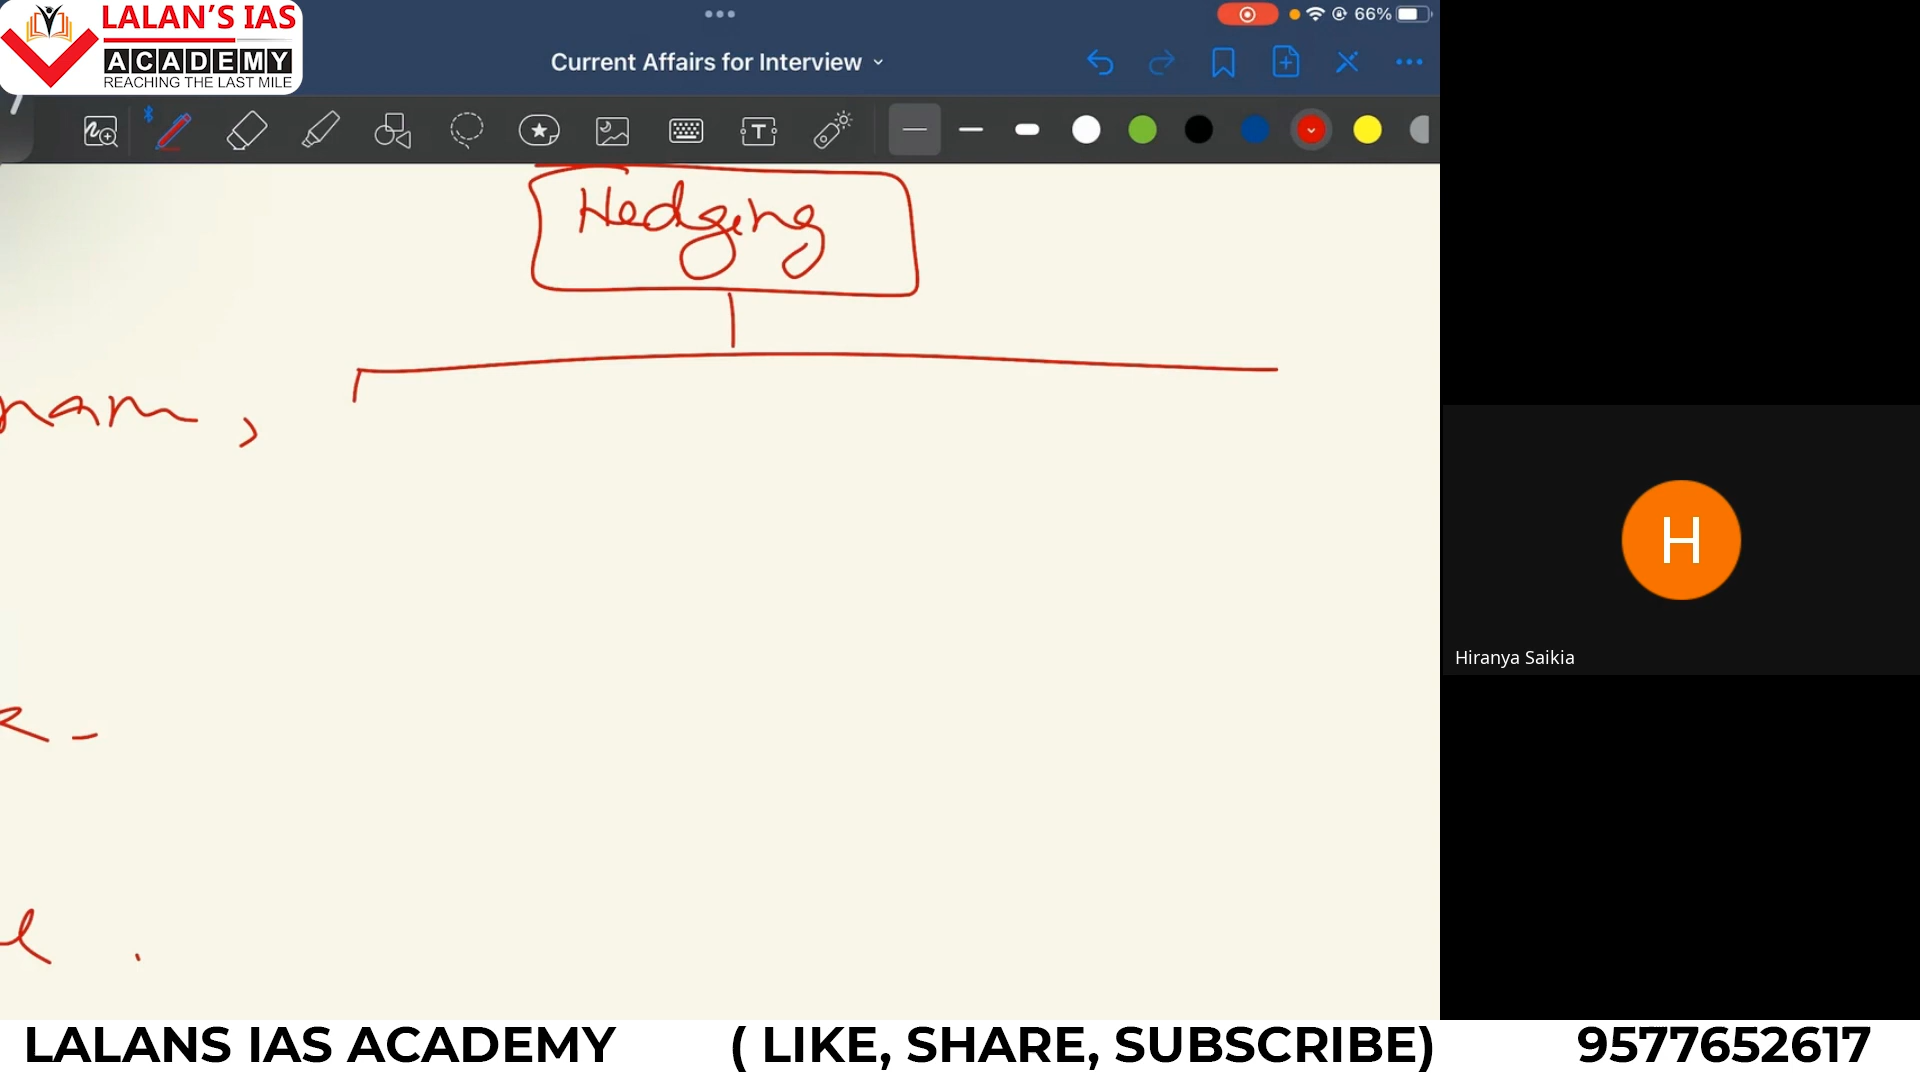 LALAN'S IAS
ACADEMY
REACHING THE LAST MILE
66%
Current Affairs for Interview
T
Hedging
nam,
H
Hiranya Saikia
LALANS IAS ACADEMY ( LIKE, SHARE, SUBSCRIBE) 9577652617